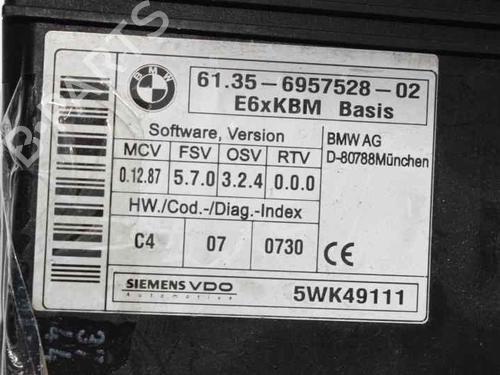 BMW
61.35 - 6957528 - 02
E6xKBM Basis
Software, Version
MCV FSV OSV RTV
0.12.87 5.7.0 3.2.4 0.0.0
BMW AG
D-80788München
HW./Cod.-/Diag.-Index
C4 07 0730
CE
SIEMENS VDO
Automotive
5WK49111
B-PARTS